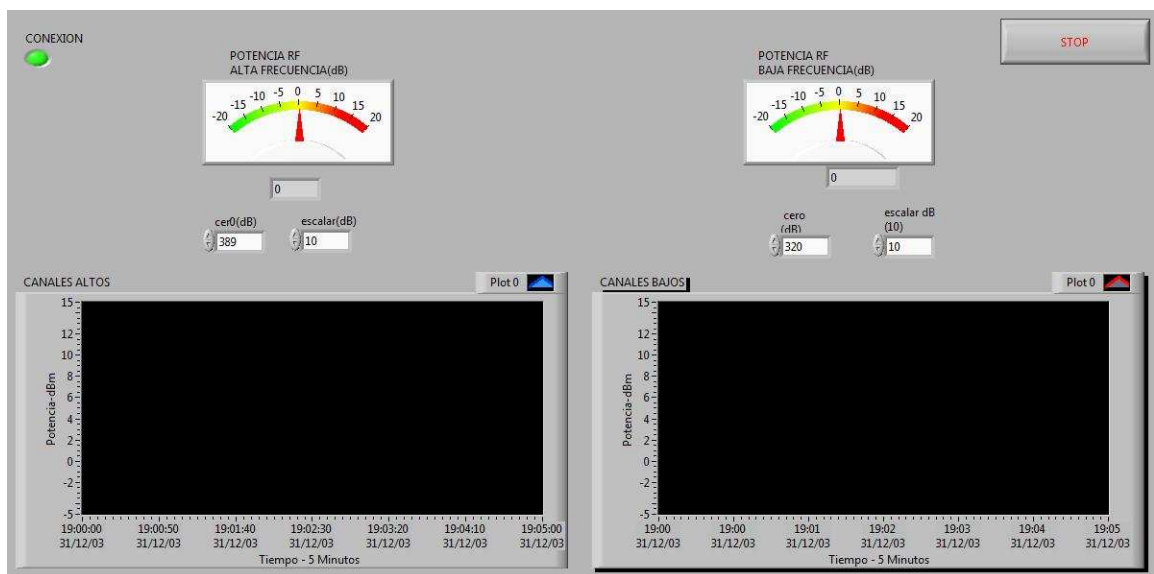 CONEXION
STOP
POTENCIA RF
ALTA FRECUENCIA(dB)
-20 -15 -10 -5 0 5 10 15 20
0
cer0(dB)
389
escalar(dB)
10
POTENCIA RF
BAJA FRECUENCIA(dB)
-20 -15 -10 -5 0 5 10 15 20
0
cero
(dB)
320
escalar dB
(10)
10
CANALES ALTOS
Plot 0
Potencia-dBm
15
12
10
8
6
4
2
0
-2
-5
19:00:00 19:00:50 19:01:40 19:02:30 19:03:20 19:04:10 19:05:00
31/12/03 31/12/03 31/12/03 31/12/03 31/12/03 31/12/03 31/12/03
Tiempo - 5 Minutos
CANALES BAJOS
Plot 0
Potencia-dBm
15
12
10
8
6
4
2
0
-2
-5
19:00 19:00 19:01 19:02 19:03 19:04 19:05
31/12/03 31/12/03 31/12/03 31/12/03 31/12/03 31/12/03 31/12/03
Tiempo - 5 Minutos